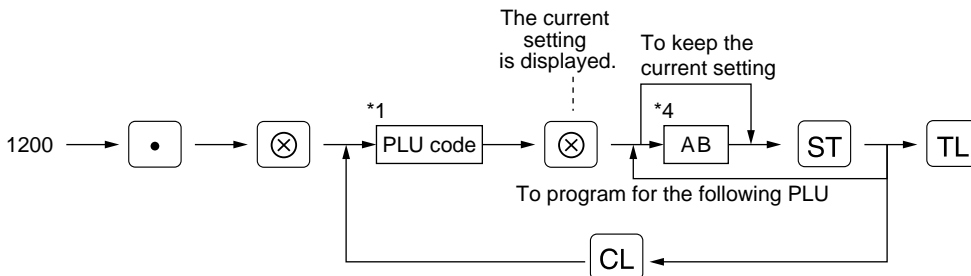 The current
setting
is displayed.
To keep the
current setting
*1
*4
1200
•
⊗
PLU code
⊗
AB
ST
TL
To program for the following PLU
CL